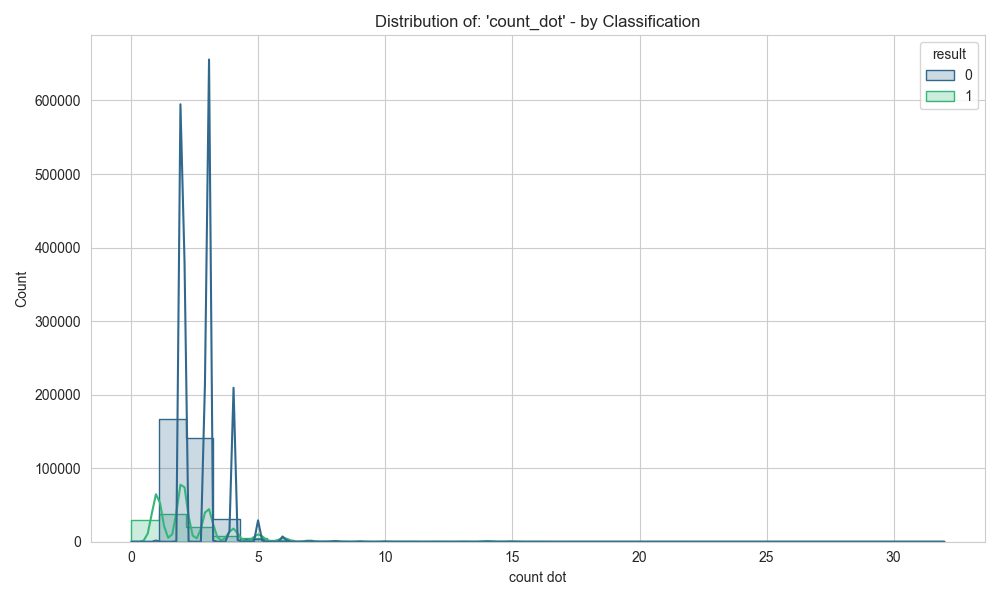 Distribution of: 'count_dot' - by Classification
result
0
1
600000
500000
400000
300000
200000
100000
0
Count
0 5 10 15 20 25 30
count dot